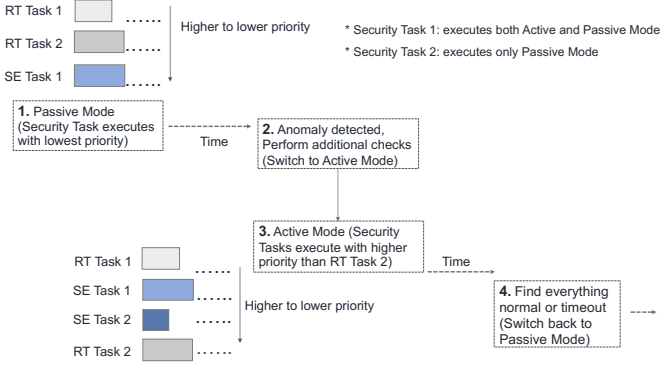 RT Task 1
RT Task 2
SE Task 1
Higher to lower priority
* Security Task 1: executes both Active and Passive Mode
* Security Task 2: executes only Passive Mode
1. Passive Mode
(Security Task executes
with lowest priority)
Time
2. Anomaly detected,
Perform additional checks
(Switch to Active Mode)
3. Active Mode (Security
Tasks execute with higher
priority than RT Task 2)
Time
RT Task 1
SE Task 1
SE Task 2
RT Task 2
Higher to lower priority
4. Find everything
normal or timeout
(Switch back to
Passive Mode)